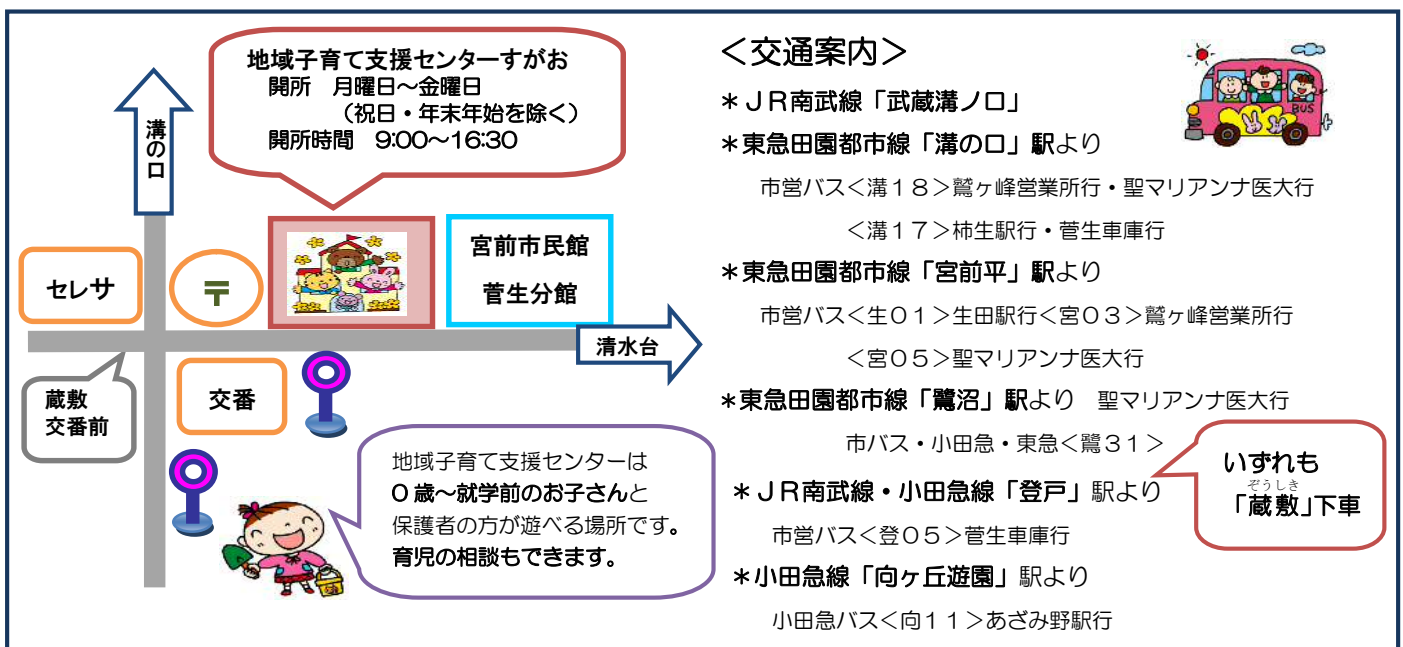 地域子育て支援センターすがお
開所　月曜日～金曜日
（祝日・年末年始を除く）
開所時間　9:00～16:30
溝の口
セレサ
〒
宮前市民館
菅生分館
清水台
蔵敷
交番前
交番
地域子育て支援センターは
０歳～就学前のお子さんと
保護者の方が遊べる場所です。
育児の相談もできます。
＜交通案内＞
＊ＪＲ南武線「武蔵溝ノ口」
＊東急田園都市線「溝の口」駅より
市営バス＜溝１８＞鷲ヶ峰営業所行・聖マリアンナ医大行
＜溝１７＞柿生駅行・菅生車庫行
＊東急田園都市線「宮前平」駅より
市営バス＜生０１＞生田駅行＜宮０３＞鷲ヶ峰営業所行
＜宮０５＞聖マリアンナ医大行
＊東急田園都市線「鷺沼」駅より　聖マリアンナ医大行
市バス・小田急・東急＜鷺３１＞
＊ＪＲ南武線・小田急線「登戸」駅より
市営バス＜登０５＞菅生車庫行
＊小田急線「向ヶ丘遊園」駅より
小田急バス＜向１１＞あざみ野駅行
いずれも
ぞうしき
「蔵敷」下車
BUS